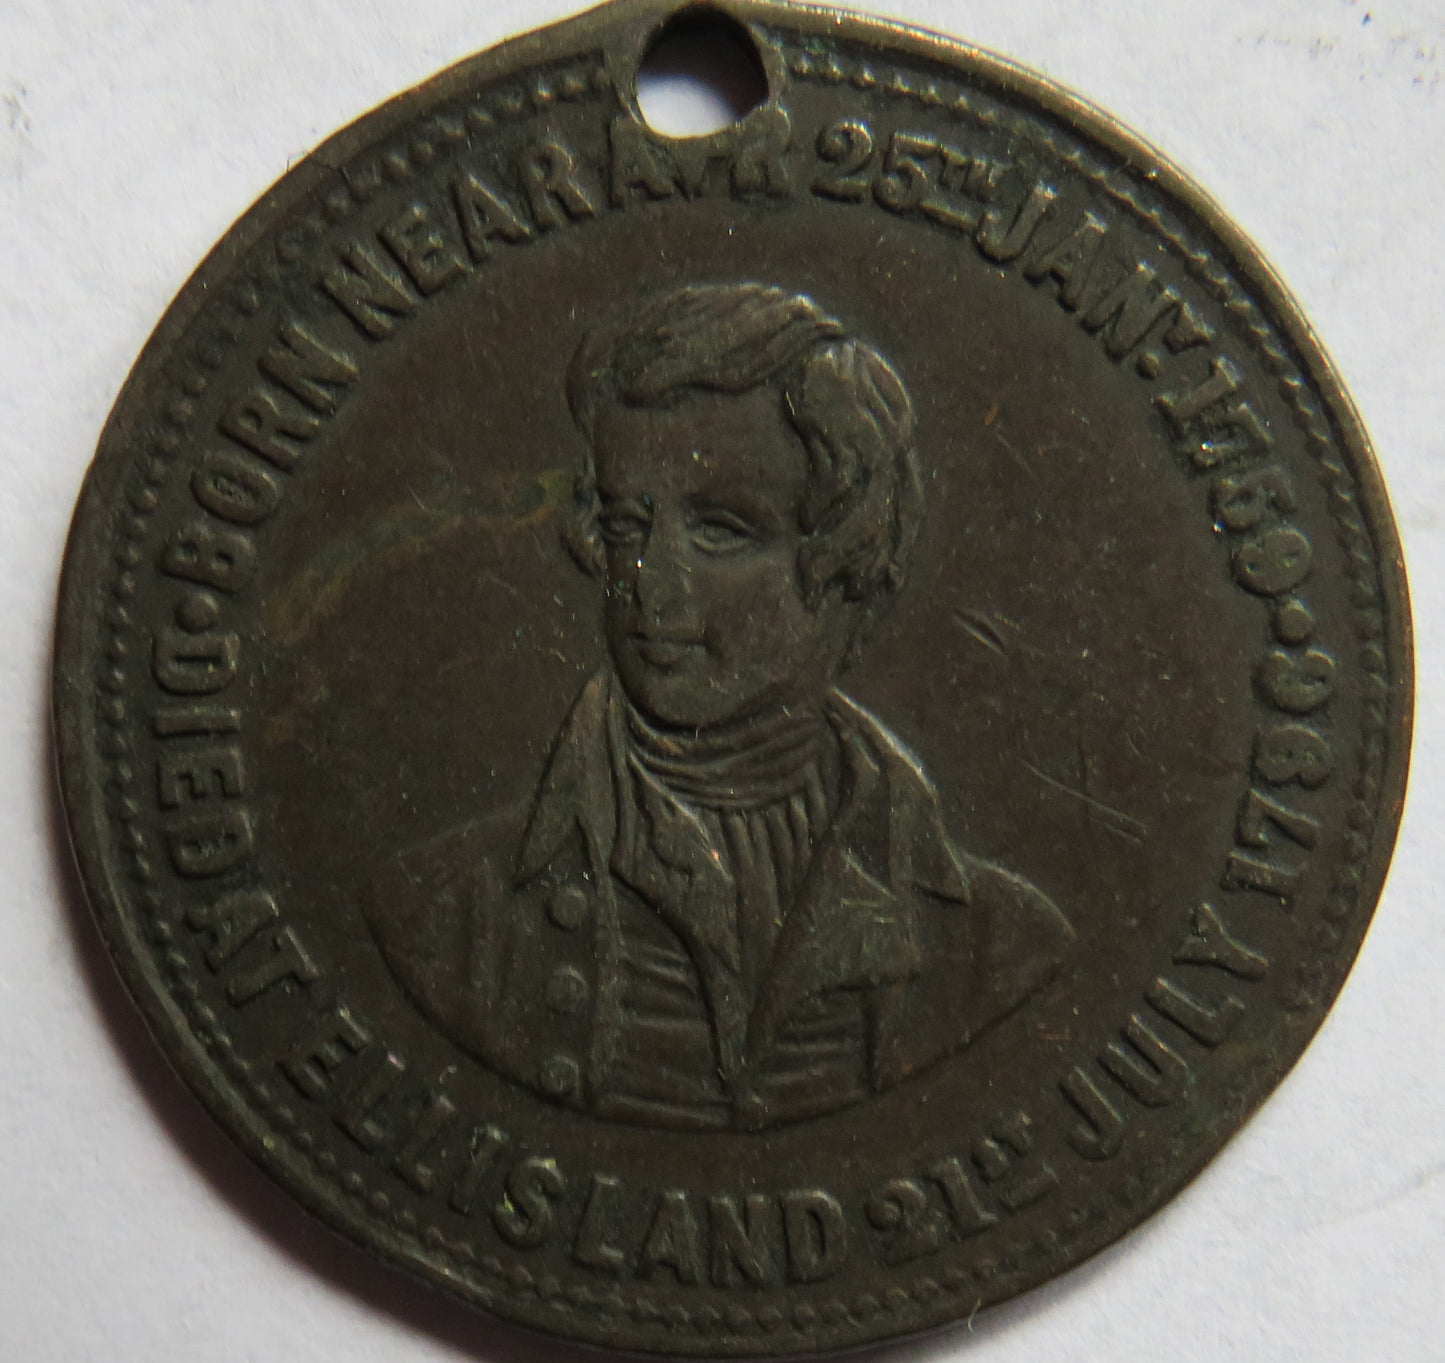 BORN NEAR AYR 25TH JANY: 1759 • DIED AT ELLISLAND 21ST JULY 1796 •